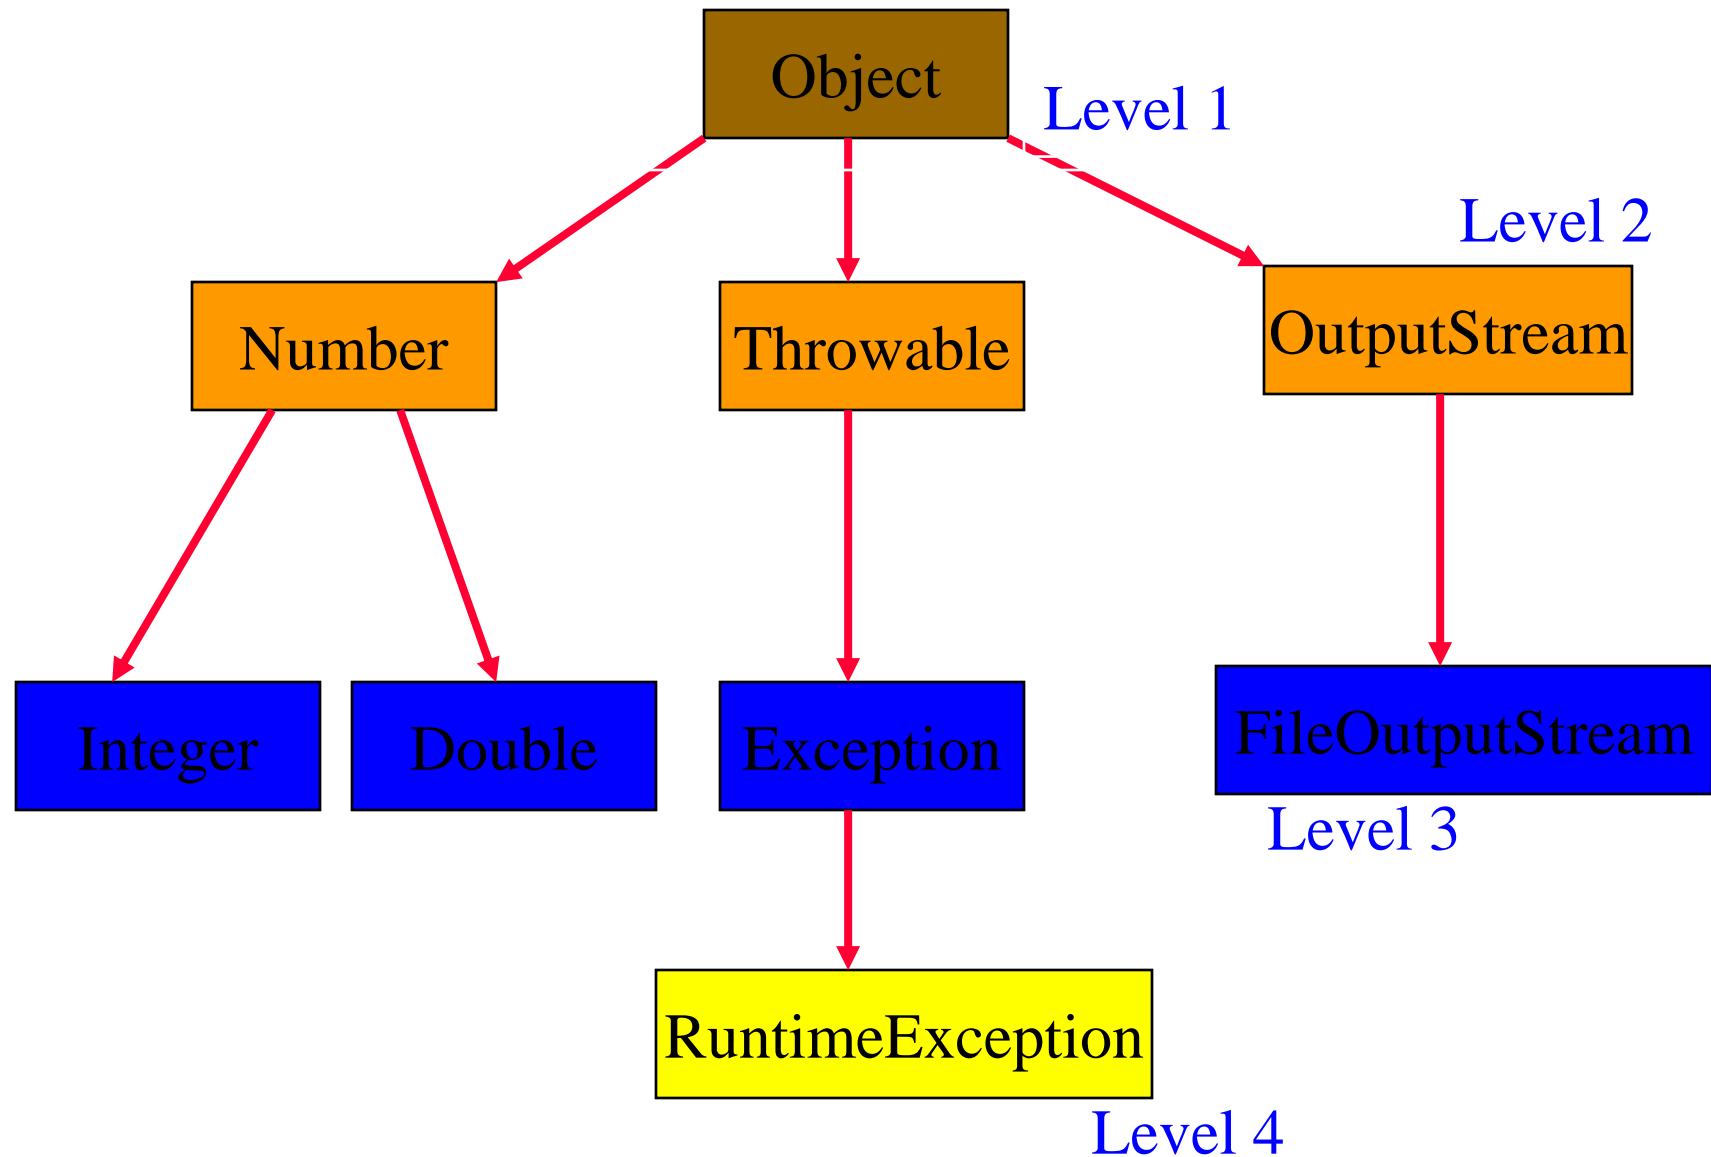 Object
Level 1
Level 2
Number
Throwable
OutputStream
Integer
Double
Exception
FileOutputStream
Level 3
RuntimeException
Level 4